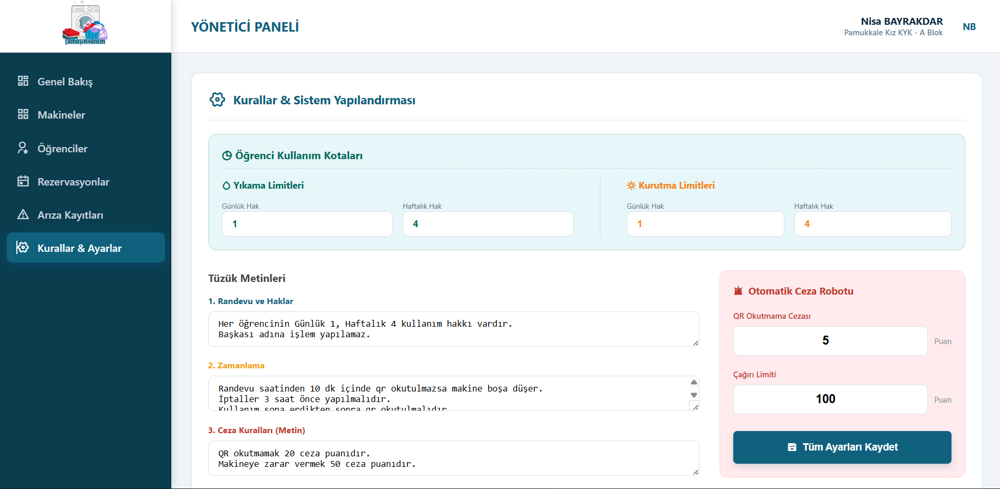 ÇAMAŞIRHANEM
YÖNETİCİ PANELİ
Nisa BAYRAKDAR
Pamukkale Kız KYK - A Blok
NB
Genel Bakış
Makineler
Öğrenciler
Rezervasyonlar
Arıza Kayıtları
Kurallar & Ayarlar
Kurallar & Sistem Yapılandırması
Öğrenci Kullanım Kotaları
Yıkama Limitleri
Günlük Hak
Haftalık Hak
1
4
Kurutma Limitleri
Günlük Hak
Haftalık Hak
1
4
Tüzük Metinleri
1. Randevu ve Haklar
Her öğrencinin Günlük 1, Haftalık 4 kullanım hakkı vardır.
Başkası adına işlem yapılamaz.
2. Zamanlama
Randevu saatinden 10 dk içinde qr okutulmazsa makine boşa düşer.
İptaller 3 saat önce yapılmalıdır.
Kullanım sona erdikten sonra qr okutulmalıdır
3. Ceza Kuralları (Metin)
QR okutmamak 20 ceza puanıdır.
Makineye zarar vermek 50 ceza puanıdır.
Otomatik Ceza Robotu
QR Okutmama Cezası
5 Puan
Çağırı Limiti
100 Puan
Tüm Ayarları Kaydet